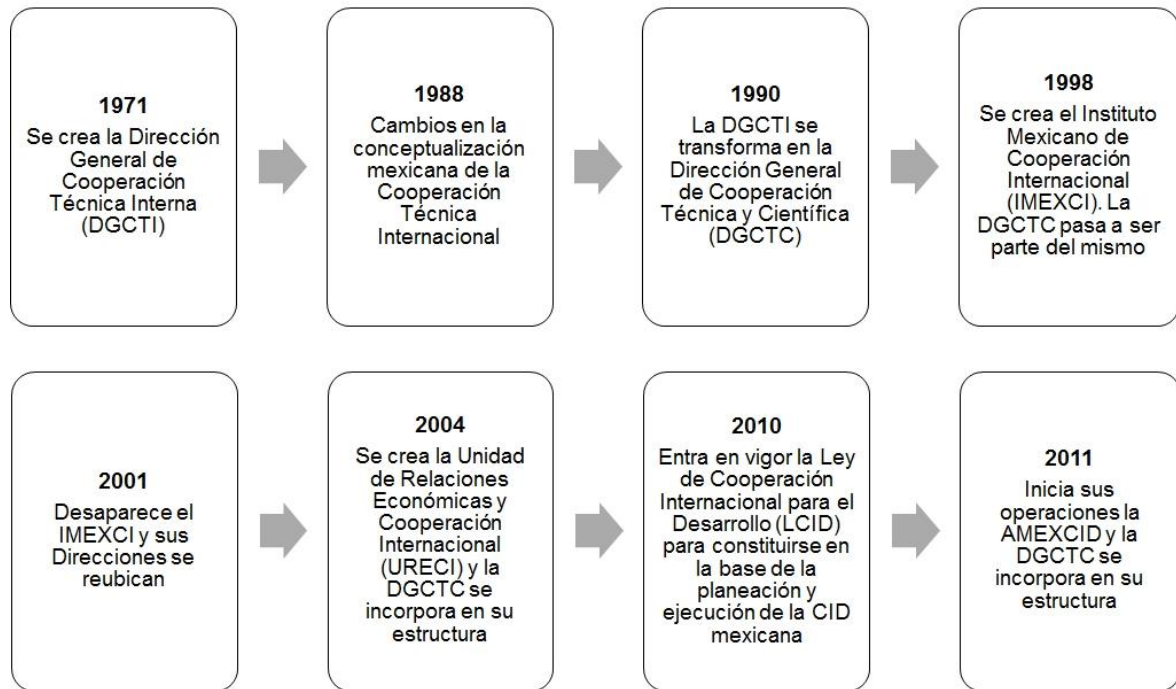 1971
Se crea la Dirección
General de
Cooperación
Técnica Interna
(DGCTI)
1988
Cambios en la
conceptualización
mexicana de la
Cooperación
Técnica
Internacional
1990
La DGCTI se
transforma en la
Dirección General
de Cooperación
Técnica y Científica
(DGCTC)
1998
Se crea el Instituto
Mexicano de
Cooperación
Internacional
(IMEXCI). La
DGCTC pasa a ser
parte del mismo
2001
Desaparece el
IMEXCI y sus
Direcciones se
reubican
2004
Se crea la Unidad
de Relaciones
Económicas y
Cooperación
Internacional
(URECI) y la
DGCTC se
incorpora en su
estructura
2010
Entra en vigor la Ley
de Cooperación
Internacional para el
Desarrollo (LCID)
para constituirse en
la base de la
planeación y
ejecución de la CID
mexicana
2011
Inicia sus
operaciones la
AMEXCID y la
DGCTC se
incorpora en su
estructura